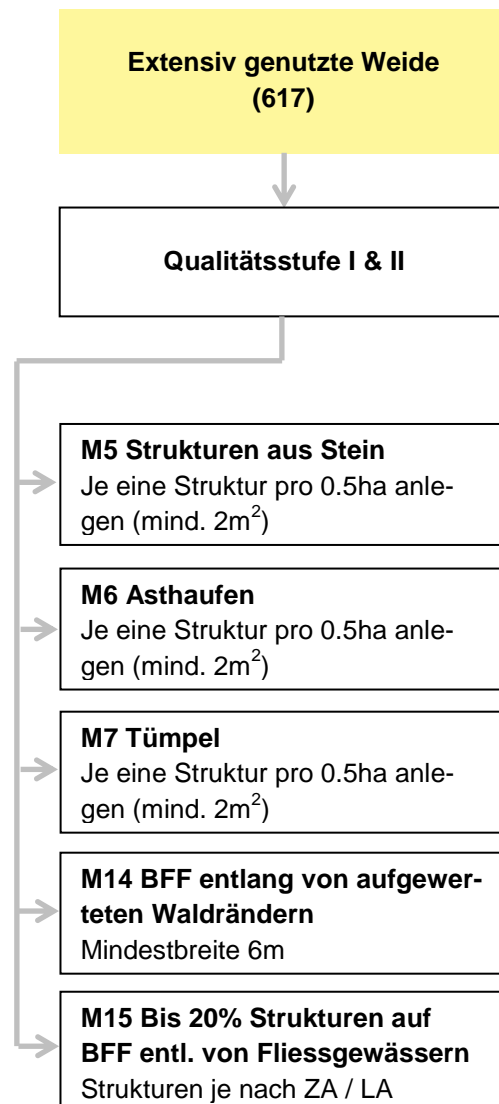 Extensiv genutzte Weide
(617)
Qualitätsstufe I & II
M5 Strukturen aus Stein
Je eine Struktur pro 0.5ha anle-
gen (mind. 2m²)
M6 Asthaufen
Je eine Struktur pro 0.5ha anle-
gen (mind. 2m²)
M7 Tümpel
Je eine Struktur pro 0.5ha anle-
gen (mind. 2m²)
M14 BFF entlang von aufgewer-
teten Waldrändern
Mindestbreite 6m
M15 Bis 20% Strukturen auf
BFF entl. von Fliessgewässern
Strukturen je nach ZA / LA